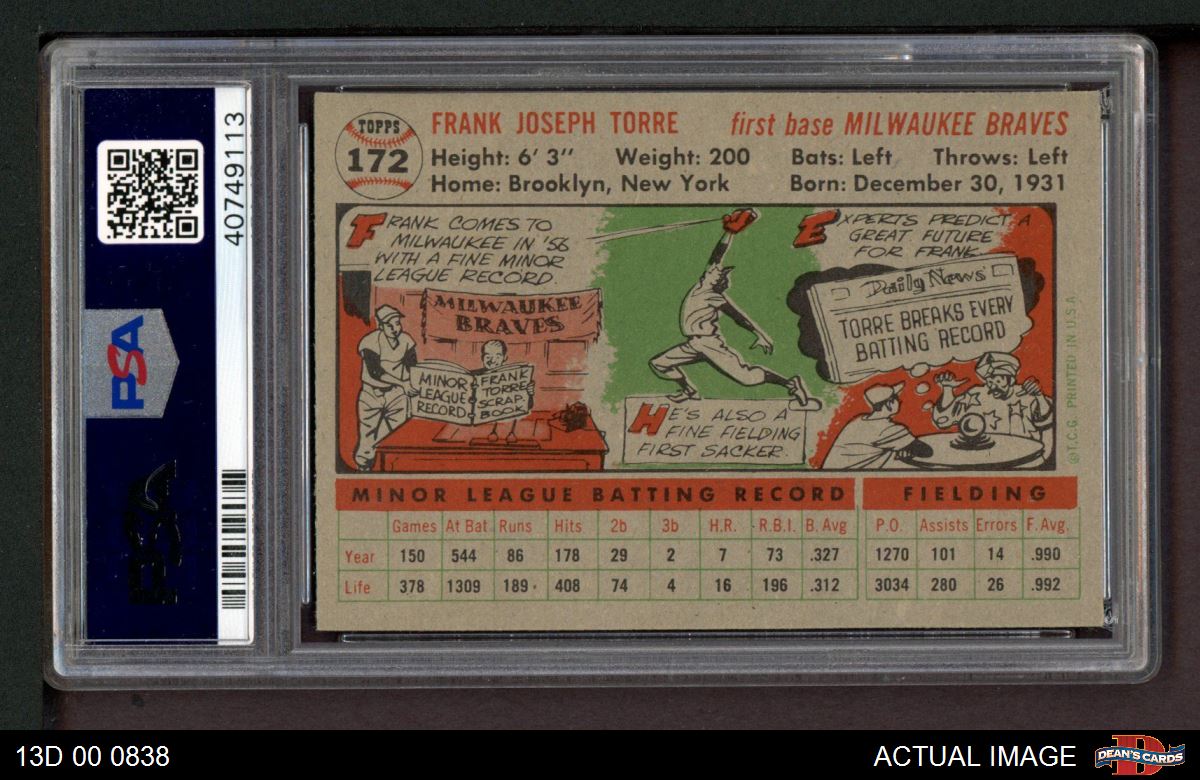 40749113
PSA
PSA
TOPPS
172
FRANK JOSEPH TORRE first base MILWAUKEE BRAVES
Height: 6' 3" Weight: 200 Bats: Left Throws: Left
Home: Brooklyn, New York Born: December 30, 1931
FRANK COMES TO
MILWAUKEE IN '56
WITH A FINE MINOR
LEAGUE RECORD.
MILWAUKEE
BRAVES
MINOR
LEAGUE
RECORD
FRANK
TORRE
SCRAP
BOOK
HE'S ALSO A
FINE FIELDING
FIRST SACKER.
EXPERTS PREDICT A
GREAT FUTURE
FOR FRANK.
Daily News
TORRE BREAKS EVERY
BATTING RECORD
©T.C.G. PRINTED IN U.S.A.
MINOR LEAGUE BATTING RECORD FIELDING
Games At Bat Runs Hits 2b 3b H.R. R.B.I. B. Avg P.O. Assists Errors F. Avg.
Year 150 544 86 178 29 2 7 73 .327 1270 101 14 .990
Life 378 1309 189 408 74 4 16 196 .312 3034 280 26 .992
13D 00 0838
ACTUAL IMAGE
D
DEAN'S CARDS